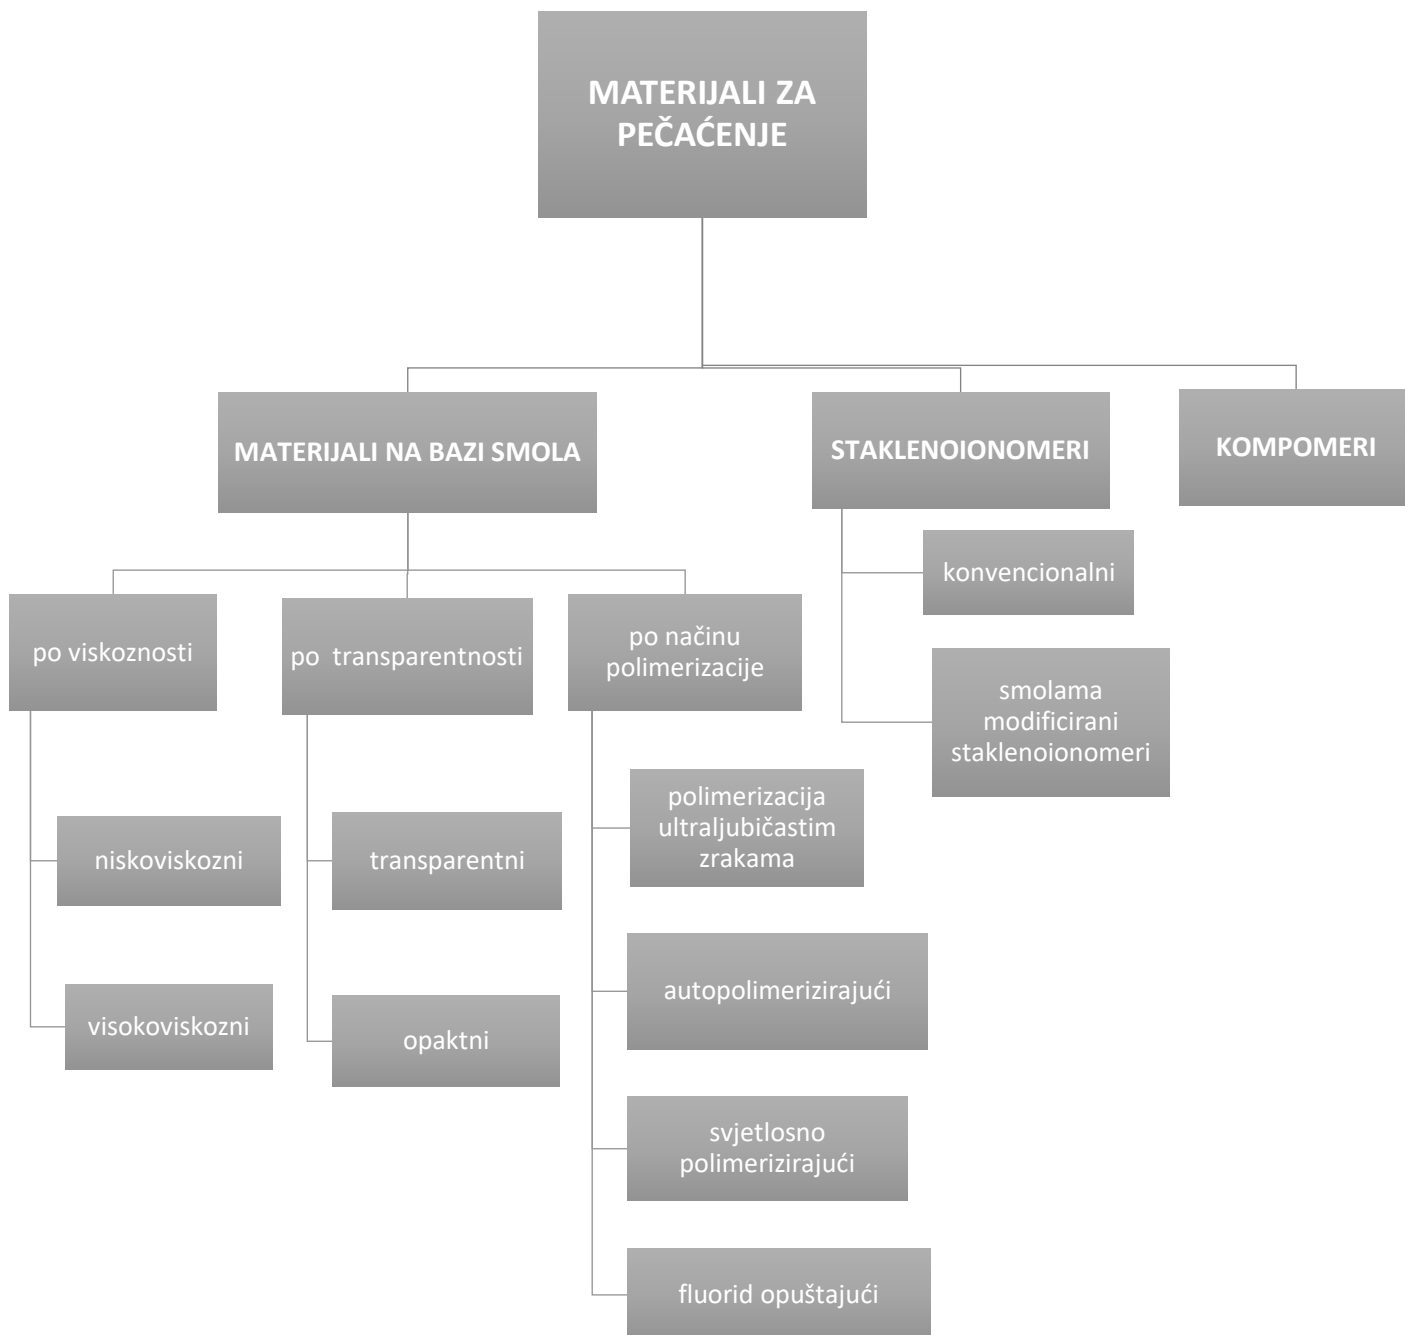 MATERIJALI ZA
PEČAĆENJE
MATERIJALI NA BAZI SMOLA
STAKLENOIONOMERI
KOMPOMERI
po viskoznosti
niskoviskozni
visokoviskozni
po  transparentnosti
transparentni
opaktni
po načinu
polimerizacije
polimerizacija
ultraljubičastim
zrakama
autopolimerizirajući
svjetlosno
polimerizirajući
fluorid opuštajući
konvencionalni
smolama
modificirani
staklenoionomeri